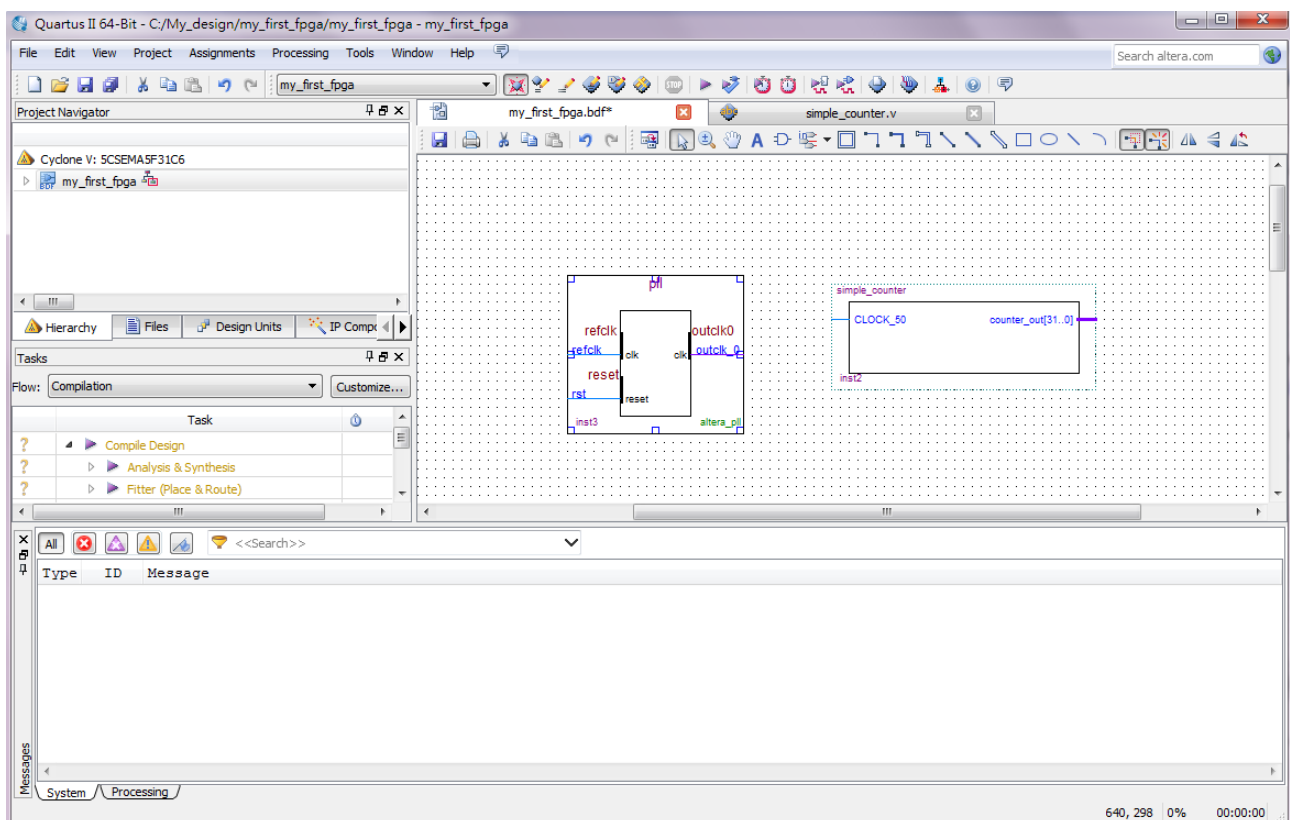 Quartus II 64-Bit - C:/My_design/my_first_fpga/my_first_fpga - my_first_fpga
File Edit View Project Assignments Processing Tools Window Help
Search altera.com
my_first_fpga
STOP
Project Navigator
my_first_fpga.bdf*
simple_counter.v
Cyclone V: 5CSEMA5F31C6
BDF my_first_fpga
Hierarchy Files Design Units IP Compo
Tasks
Flow: Compilation Customize...
Task
? Compile Design
? Analysis & Synthesis
? Fitter (Place & Route)
pll
refclk outclk0
refclk clk clk outclk_0
reset
rst reset
inst3 altera_pll
simple_counter
CLOCK_50 counter_out[31..0]
inst2
All <<Search>>
Type ID Message
Messages
System Processing
640, 298 0% 00:00:00